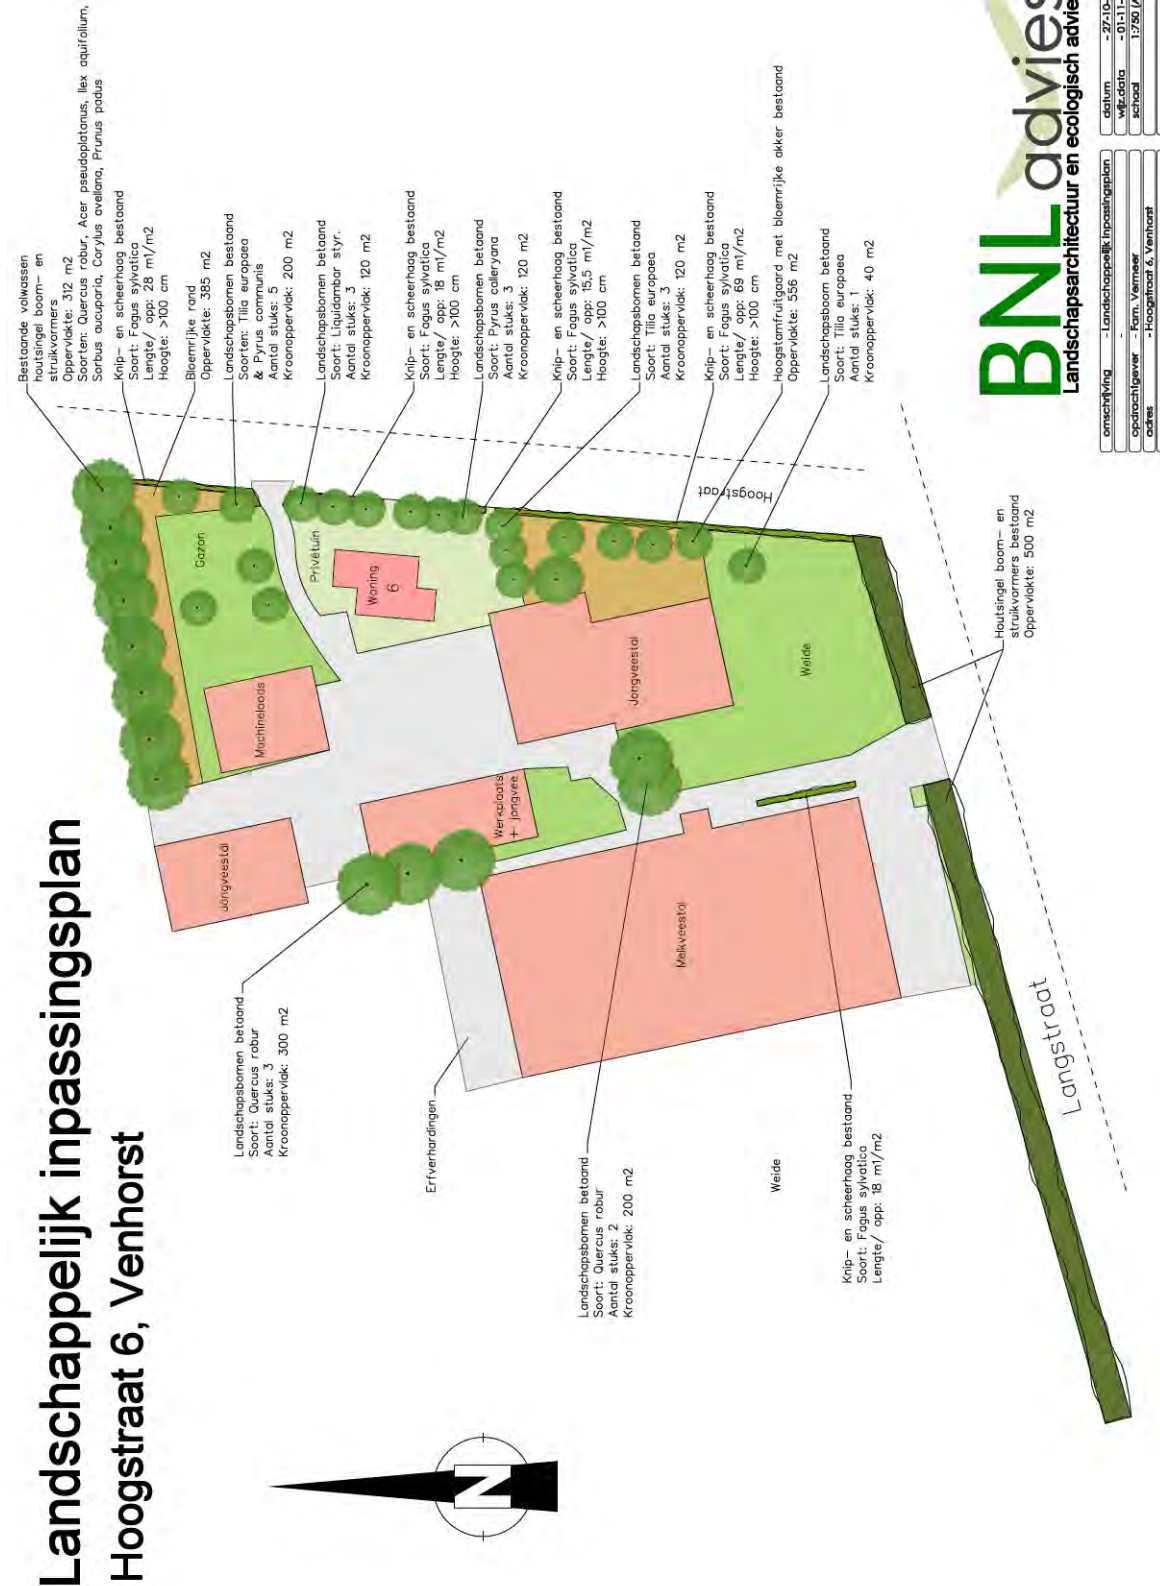 Landschappelijk inpassingsplan
Hoogstraat 6, Venhorst
N
Bestaande volwassen
houtsingel boom- en
struikvormers
Oppervlakte: 312 m2
Soorten: Quercus robur, Acer pseudoplatanus, Ilex aquifolium,
Sorbus aucuparia, Corylus avellana, Prunus padus
Knip- en scheerhaag bestaand
Soort: Fagus sylvatica
Lengte/ opp: 28 m1/m2
Hoogte: >100 cm
Bloemrijke rand
Oppervlakte: 385 m2
Landschapsbomen bestaand
Soorten: Tilia europaea
& Pyrus communis
Aantal stuks: 5
Kroonoppervlak: 200 m2
Landschapsbomen betaand
Soort: Liquidambar styr.
Aantal stuks: 3
Kroonoppervlak: 120 m2
Knip- en scheerhaag bestaand
Soort: Fagus sylvatica
Lengte/ opp: 18 m1/m2
Hoogte: >100 cm
Landschapsbomen betaand
Soort: Pyrus calleryana
Aantal stuks: 3
Kroonoppervlak: 120 m2
Knip- en scheerhaag bestaand
Soort: Fagus sylvatica
Lengte/ opp: 15,5 m1/m2
Hoogte: >100 cm
Landschapsbomen betaand
Soort: Tilia europaea
Aantal stuks: 3
Kroonoppervlak: 120 m2
Knip- en scheerhaag bestaand
Soort: Fagus sylvatica
Lengte/ opp: 69 m1/m2
Hoogte: >100 cm
Hoogstamfruitgaard met bloemrijke akker bestaand
Oppervlakte: 556 m2
Landschapsboom betaand
Soort: Tilia europaea
Aantal stuks: 1
Kroonoppervlak: 40 m2
Hoogstraat
Gazon
Privétuin
Woning
6
Machineloods
Jongveestal
Weide
Jongveestal
Werkplaats
+ jongvee
Melkveestal
Houtsingel boom- en
struikvormers bestaand
Oppervlakte: 500 m2
Landschapsbomen betaand
Soort: Quercus robur
Aantal stuks: 3
Kroonoppervlak: 300 m2
Erfverhardingen
Landschapsbomen betaand
Soort: Quercus robur
Aantal stuks: 2
Kroonoppervlak: 200 m2
Weide
Knip- en scheerhaag bestaand
Soort: Fagus sylvatica
Lengte/ opp: 18 m1/m2
Langstraat
BNL advies
Landschapsarchitectuur en ecologisch advies
omschrijving - Landschappelijk inpassingsplan
-
opdrachtgever - Fam. Vermeer
adres - Hoogstraat 6, Venhorst
datum - 27-10-
wijz.data - 01-11-
schaal 1:750 (A